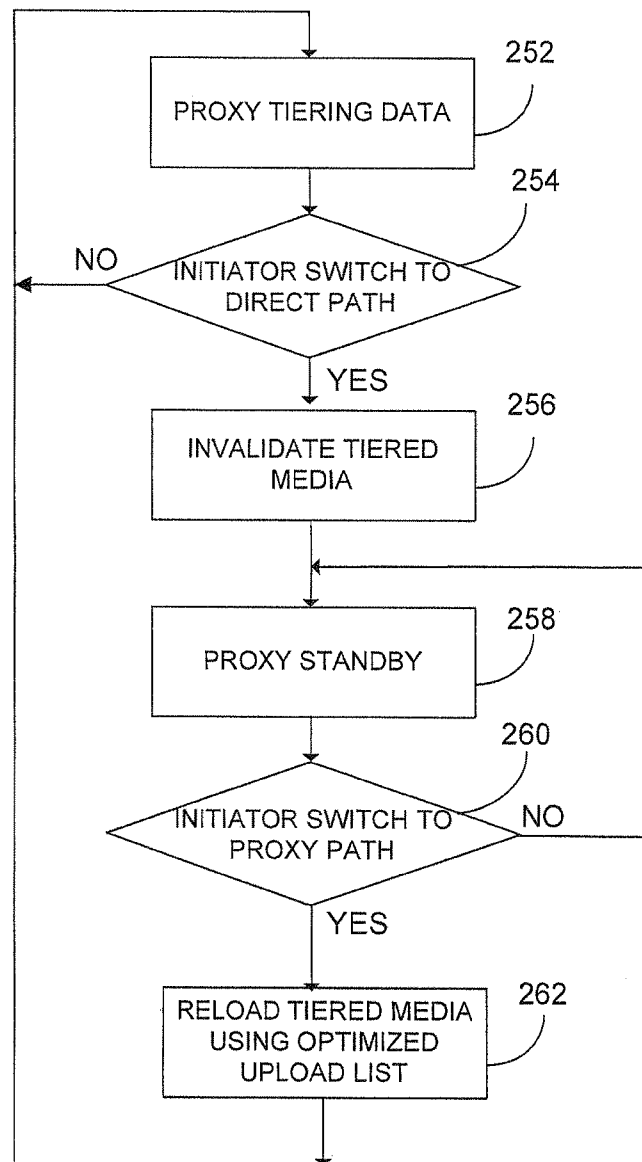 252
PROXY TIERING DATA
254
NO
INITIATOR SWITCH TO
DIRECT PATH
YES
256
INVALIDATE TIERED
MEDIA
258
PROXY STANDBY
260
INITIATOR SWITCH TO
PROXY PATH
NO
YES
262
RELOAD TIERED MEDIA
USING OPTIMIZED
UPLOAD LIST